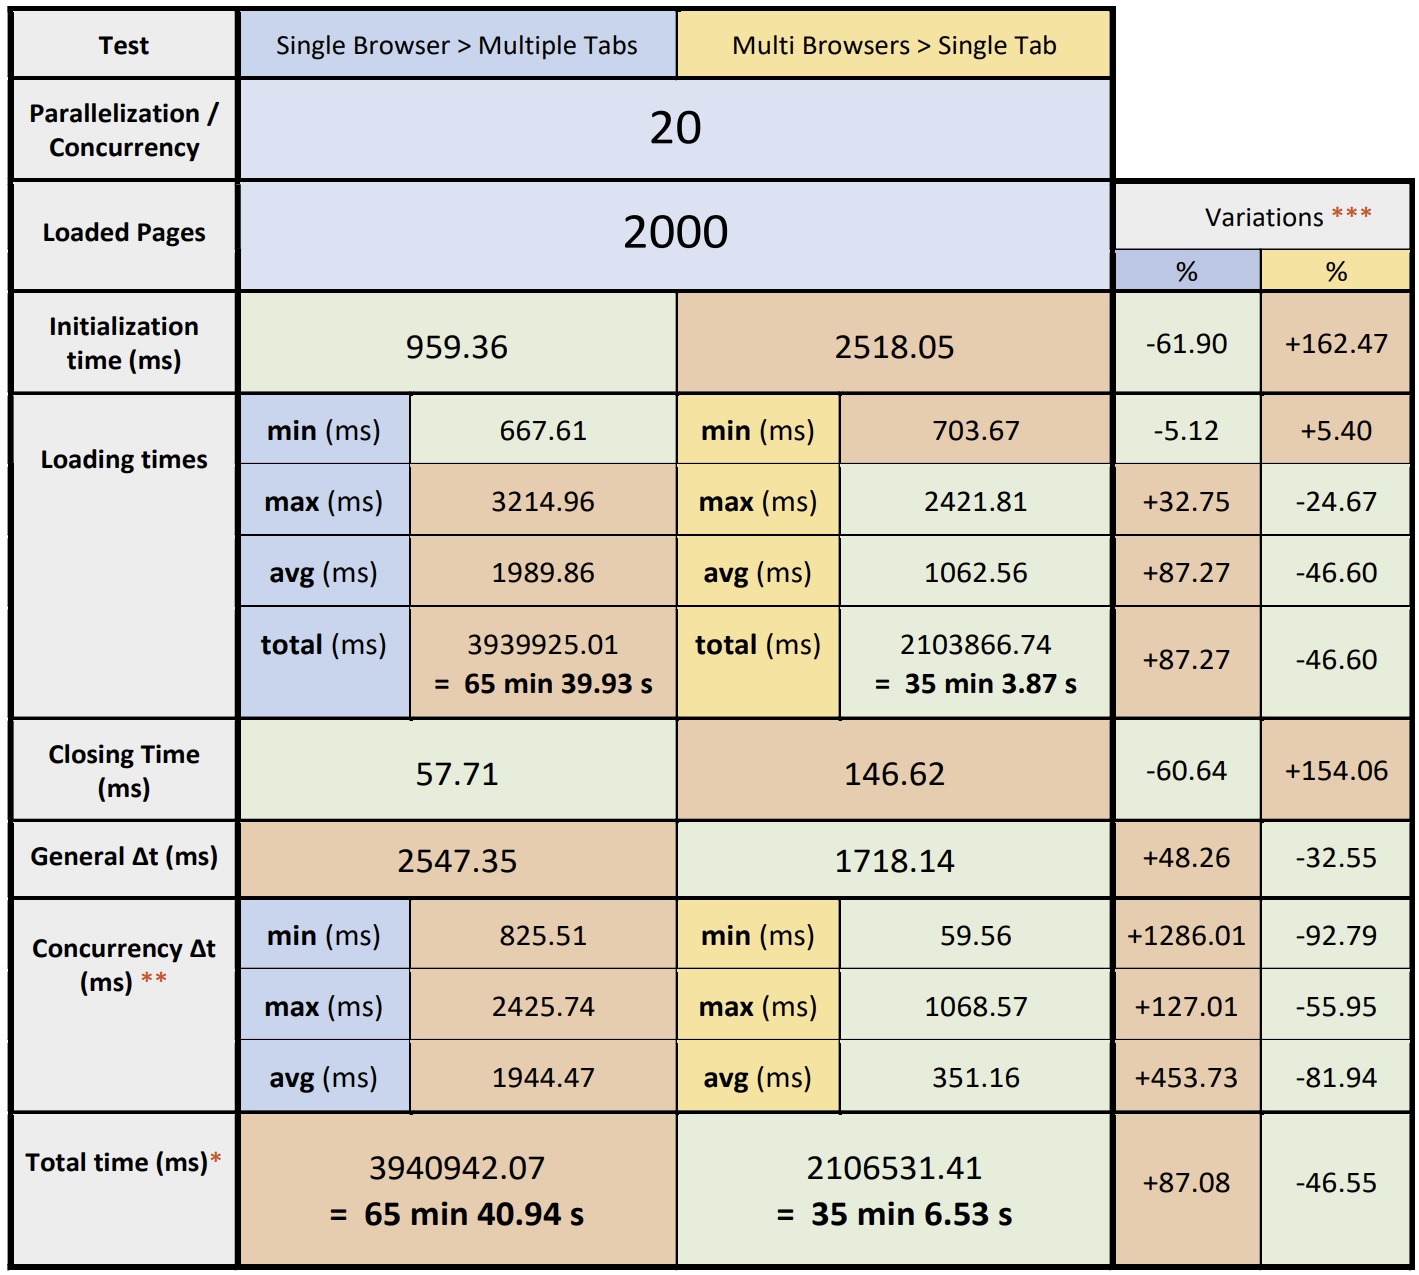 Test
Single Browser > Multiple Tabs
Multi Browsers > Single Tab
Parallelization /
Concurrency
20
Loaded Pages
2000
Variations ***
%
%
Initialization
time (ms)
959.36
2518.05
-61.90
+162.47
Loading times
min (ms)
667.61
min (ms)
703.67
-5.12
+5.40
max (ms)
3214.96
max (ms)
2421.81
+32.75
-24.67
avg (ms)
1989.86
avg (ms)
1062.56
+87.27
-46.60
total (ms)
3939925.01
= 65 min 39.93 s
total (ms)
2103866.74
= 35 min 3.87 s
+87.27
-46.60
Closing Time
(ms)
57.71
146.62
-60.64
+154.06
General Δt (ms)
2547.35
1718.14
+48.26
-32.55
Concurrency Δt
(ms) **
min (ms)
825.51
min (ms)
59.56
+1286.01
-92.79
max (ms)
2425.74
max (ms)
1068.57
+127.01
-55.95
avg (ms)
1944.47
avg (ms)
351.16
+453.73
-81.94
Total time (ms)*
3940942.07
= 65 min 40.94 s
2106531.41
= 35 min 6.53 s
+87.08
-46.55